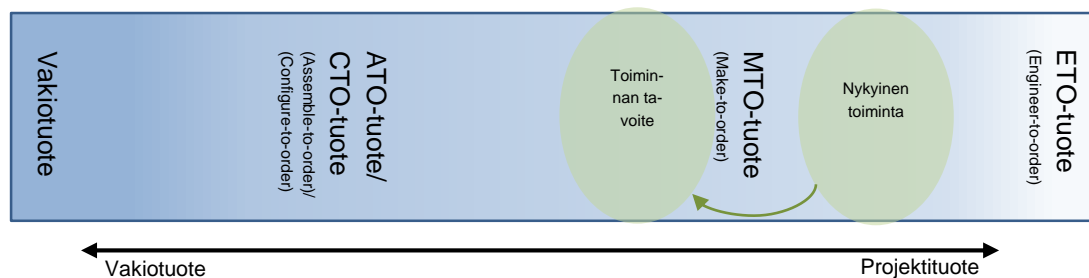 Vakiotuote
ATO-tuote/
CTO-tuote
(Assemble-to-order)/
(Configure-to-order)
Toimin-
nan ta-
voite
MTO-tuote
(Make-to-order)
Nykyinen
toiminta
ETO-tuote
(Engineer-to-order)
Vakiotuote
Projektituote